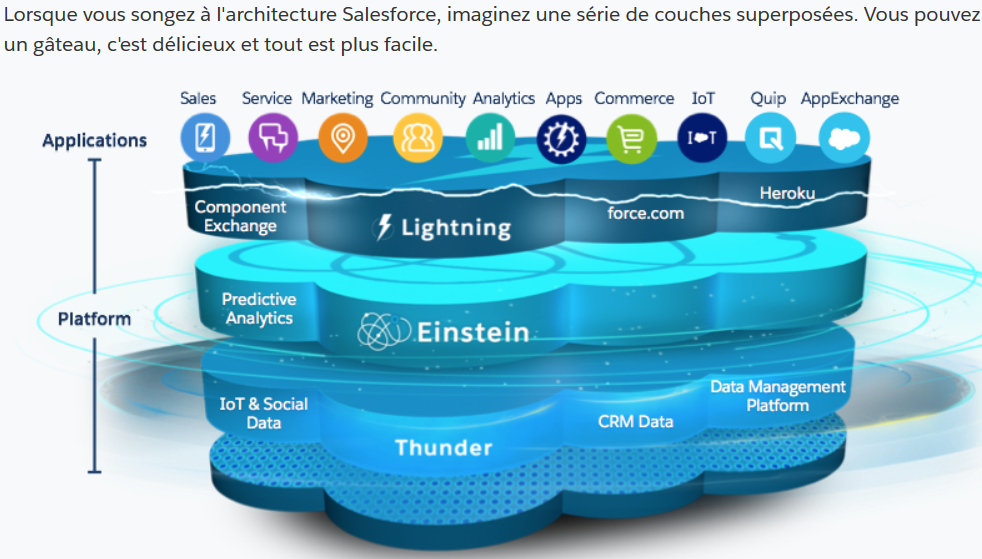 Lorsque vous songez à l'architecture Salesforce, imaginez une série de couches superposées. Vous pouvez
un gâteau, c'est délicieux et tout est plus facile.
Sales Service Marketing Community Analytics Apps Commerce IoT Quip AppExchange
Applications
I T
Component
Exchange
Lightning
force.com
Heroku
Platform
Predictive
Analytics
Einstein
IoT & Social
Data
Thunder
CRM Data
Data Management
Platform